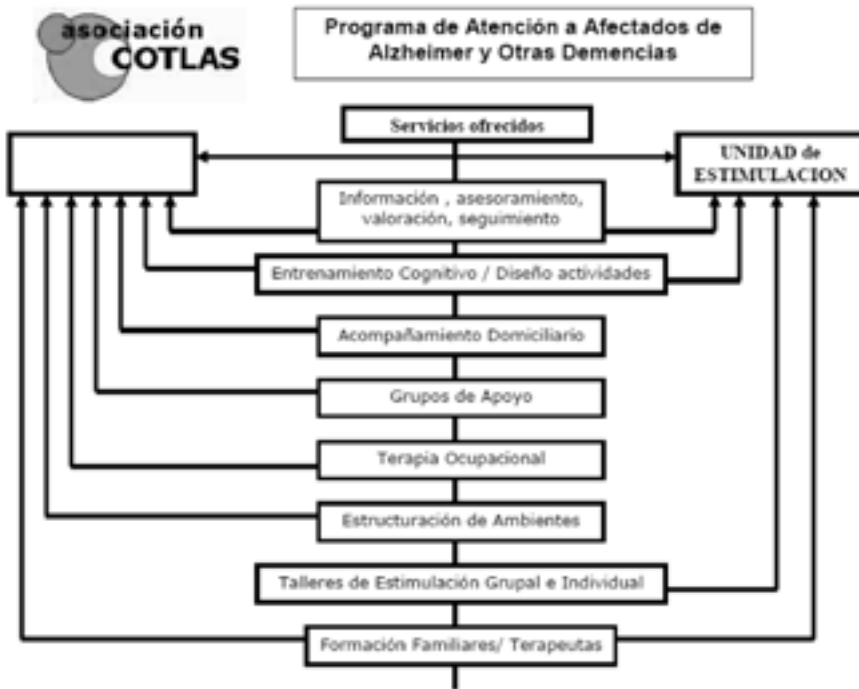 asociación
COTLAS
Programa de Atención a Afectados de
Alzheimer y Otras Demencias
Servicios ofrecidos
UNIDAD de
ESTIMULACION
Información , asesoramiento,
valoración, seguimiento
Entrenamiento Cognitivo / Diseño actividades
Acompañamiento Domiciliario
Grupos de Apoyo
Terapia Ocupacional
Estructuración de Ambientes
Talleres de Estimulación Grupal e Individual
Formación Familiares/ Terapeutas